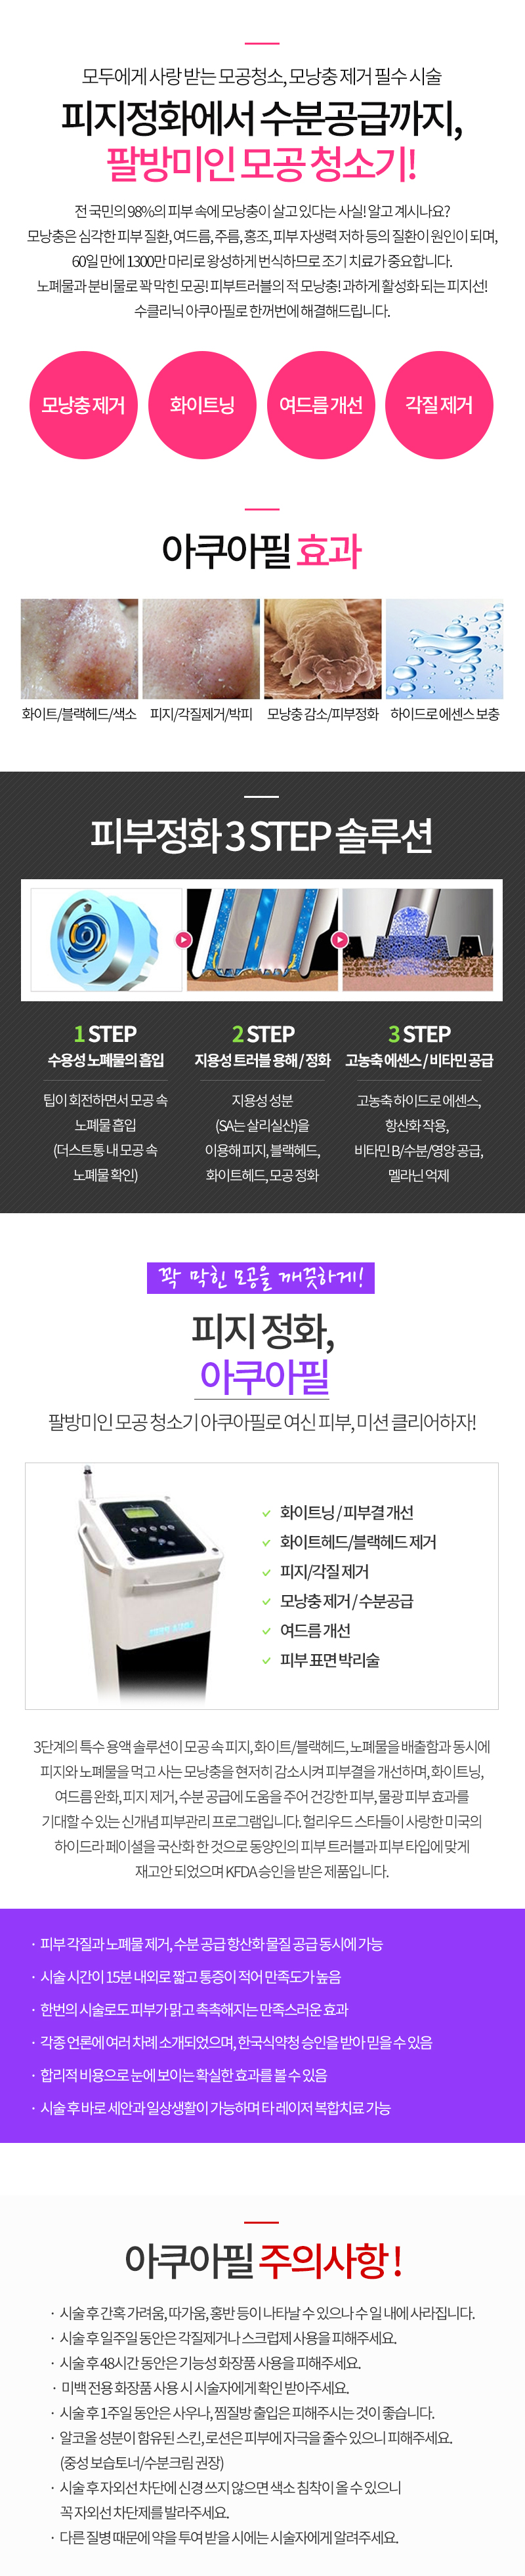 모두에게 사랑 받는 모공청소, 모낭충 제거 필수 시술
피지정화에서 수분공급까지,
팔방미인 모공 청소기!
전 국민의 98%의 피부 속에 모낭충이 살고 있다는 사실! 알고 계시나요?
모낭충은 심각한 피부 질환, 여드름, 주름, 홍조, 피부 자생력 저하 등의 질환이 원인이 되며,
60일 만에 1300만 마리로 왕성하게 번식하므로 조기 치료가 중요합니다.
노폐물과 분비물로 꽉 막힌 모공! 피부트러블의 적 모낭충! 과하게 활성화 되는 피지선!
수클리닉 아쿠아필로 한꺼번에 해결해드립니다.
모낭충 제거
화이트닝
여드름 개선
각질 제거
아쿠아필 효과
화이트/블랙헤드/색소
피지/각질제거/박피
모낭충 감소/피부정화
하이드로 에센스 보충
피부정화 3 STEP 솔루션
1 STEP
수용성 노폐물의 흡입
팁이 회전하면서 모공 속
노폐물 흡입
(더스트통 내 모공 속
노폐물 확인)
2 STEP
지용성 트러블 용해 / 정화
지용성 성분
(SA는 살리실산)을
이용해 피지, 블랙헤드,
화이트헤드, 모공 정화
3 STEP
고농축 에센스 / 비타민 공급
고농축 하이드로 에센스,
항산화 작용,
비타민 B/수분/영양 공급,
멜라닌 억제
꽉 막힌 모공을 깨끗하게!
피지 정화,
아쿠아필
팔방미인 모공 청소기 아쿠아필로 여신 피부, 미션 클리어하자!
화이트닝 / 피부결 개선
화이트헤드/블랙헤드 제거
피지/각질 제거
모낭충 제거 / 수분공급
여드름 개선
피부 표면 박리술
3단계의 특수 용액 솔루션이 모공 속 피지, 화이트/블랙헤드, 노폐물을 배출함과 동시에
피지와 노폐물을 먹고 사는 모낭충을 현저히 감소시켜 피부결을 개선하며, 화이트닝,
여드름 완화, 피지 제거, 수분 공급에 도움을 주어 건강한 피부, 물광 피부 효과를
기대할 수 있는 신개념 피부관리 프로그램입니다. 헐리우드 스타들이 사랑한 미국의
하이드라 페이셜을 국산화 한 것으로 동양인의 피부 트러블과 피부 타입에 맞게
재고안 되었으며 KFDA 승인을 받은 제품입니다.
· 피부 각질과 노폐물 제거, 수분 공급 항산화 물질 공급 동시에 가능
· 시술 시간이 15분 내외로 짧고 통증이 적어 만족도가 높음
· 한번의 시술로도 피부가 맑고 촉촉해지는 만족스러운 효과
· 각종 언론에 여러 차례 소개되었으며, 한국식약청 승인을 받아 믿을 수 있음
· 합리적 비용으로 눈에 보이는 확실한 효과를 볼 수 있음
· 시술 후 바로 세안과 일상생활이 가능하며 타 레이저 복합치료 가능
아쿠아필 주의사항 !
· 시술 후 간혹 가려움, 따가움, 홍반 등이 나타날 수 있으나 수 일 내에 사라집니다.
· 시술 후 일주일 동안은 각질제거나 스크럽제 사용을 피해주세요.
· 시술 후 48시간 동안은 기능성 화장품 사용을 피해주세요.
· 미백 전용 화장품 사용 시 시술자에게 확인 받아주세요.
· 시술 후 1주일 동안은 사우나, 찜질방 출입은 피해주시는 것이 좋습니다.
· 알코올 성분이 함유된 스킨, 로션은 피부에 자극을 줄수 있으니 피해주세요.
(중성 보습토너/수분크림 권장)
· 시술 후 자외선 차단에 신경 쓰지 않으면 색소 침착이 올 수 있으니
꼭 자외선 차단제를 발라주세요.
· 다른 질병 때문에 약을 투여 받을 시에는 시술자에게 알려주세요.